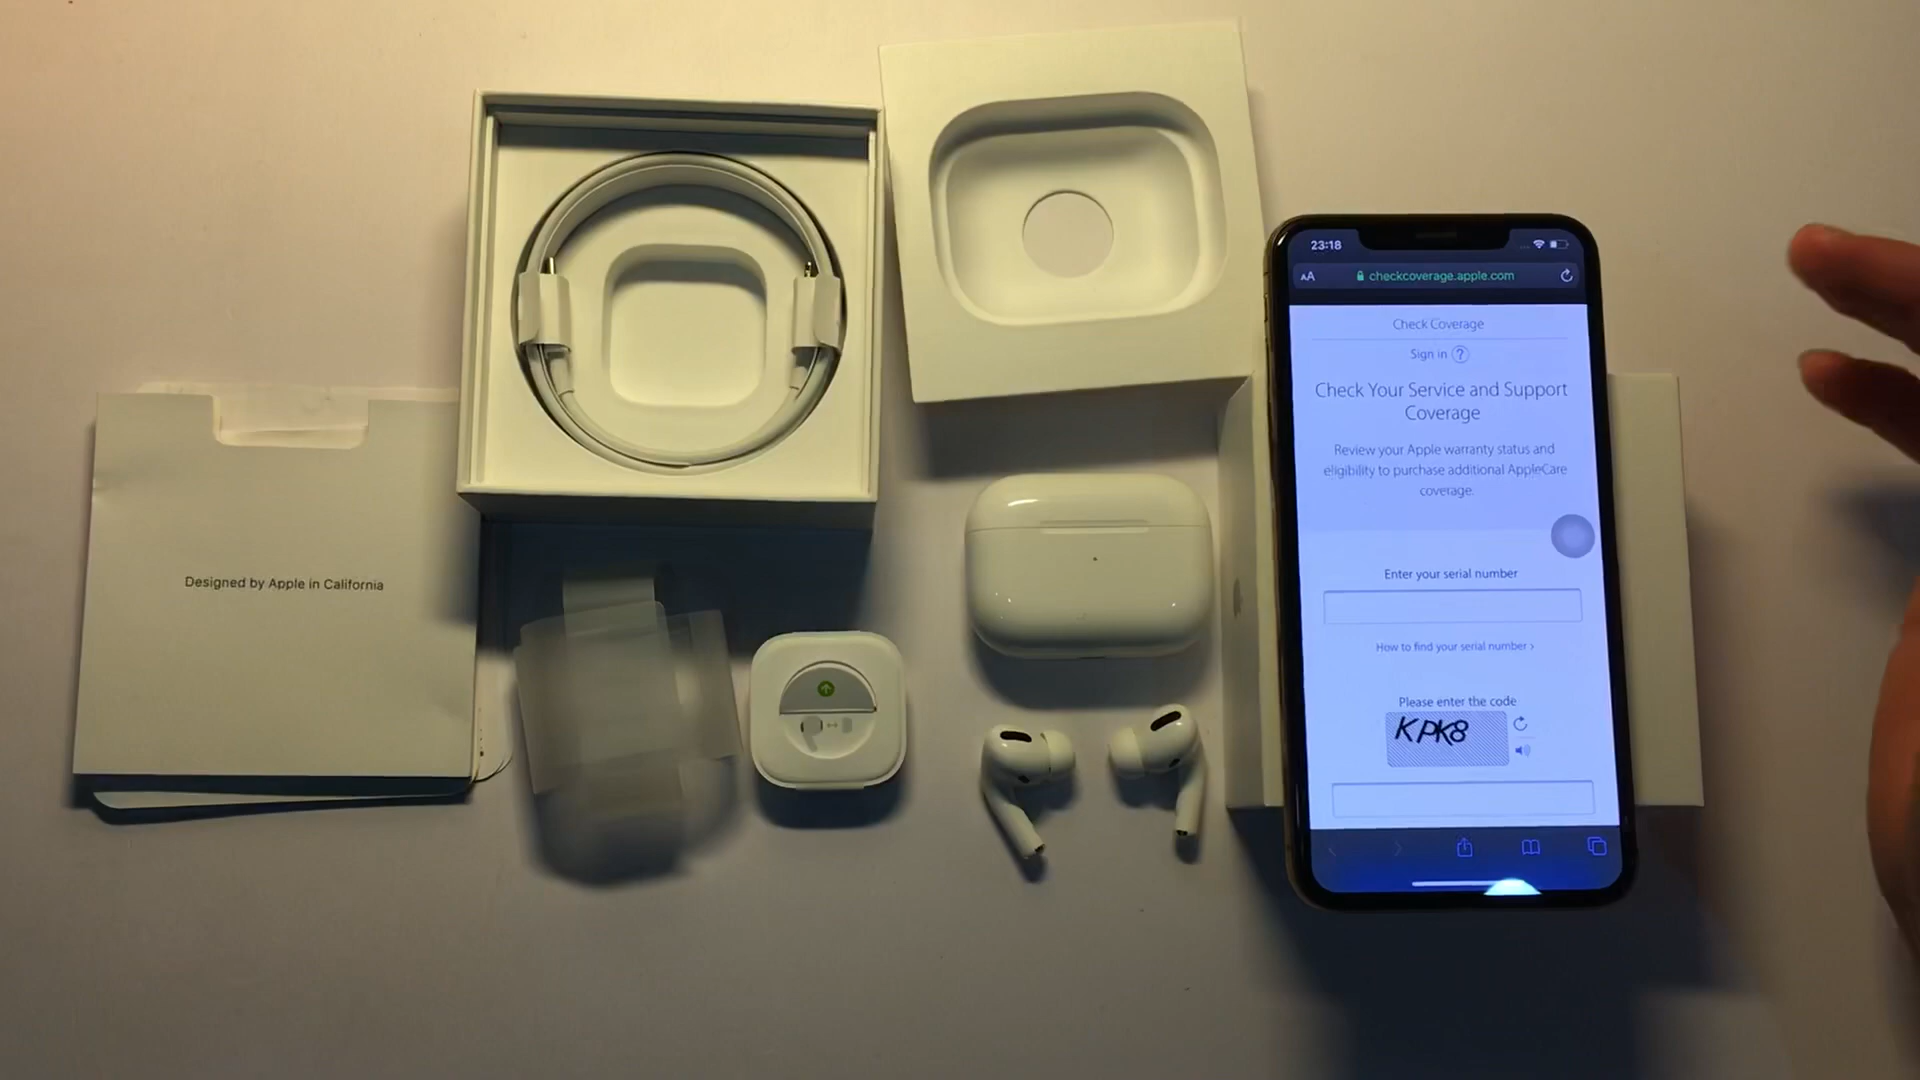 Designed by Apple in California
23:18
AA
checkcoverage.apple.com
Check Coverage
Sign in ?
Check Your Service and Support
Coverage
Review your Apple warranty status and
eligibility to purchase additional AppleCare
coverage.
Enter your serial number
How to find your serial number >
Please enter the code
KPK8